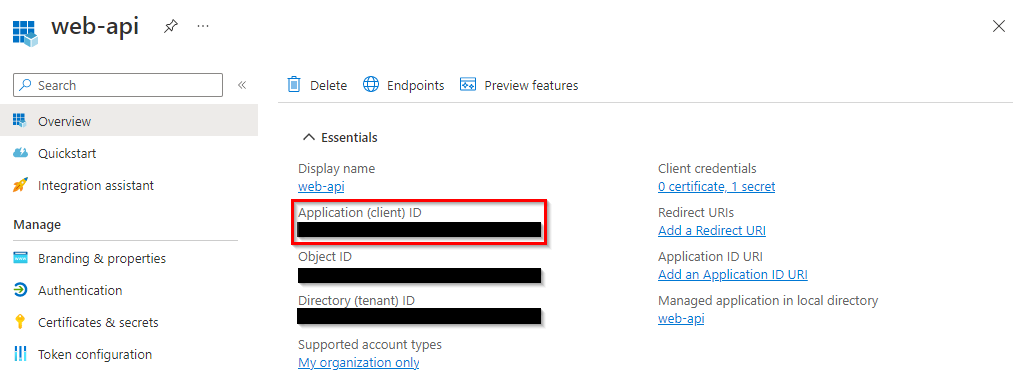 web-api
Search
Overview
Quickstart
Integration assistant
Manage
Branding & properties
Authentication
Certificates & secrets
Token configuration
Delete
Endpoints
Preview features
Essentials
Display name
web-api
Application (client) ID
Object ID
Directory (tenant) ID
Supported account types
My organization only
Client credentials
0 certificate, 1 secret
Redirect URIs
Add a Redirect URI
Application ID URI
Add an Application ID URI
Managed application in local directory
web-api